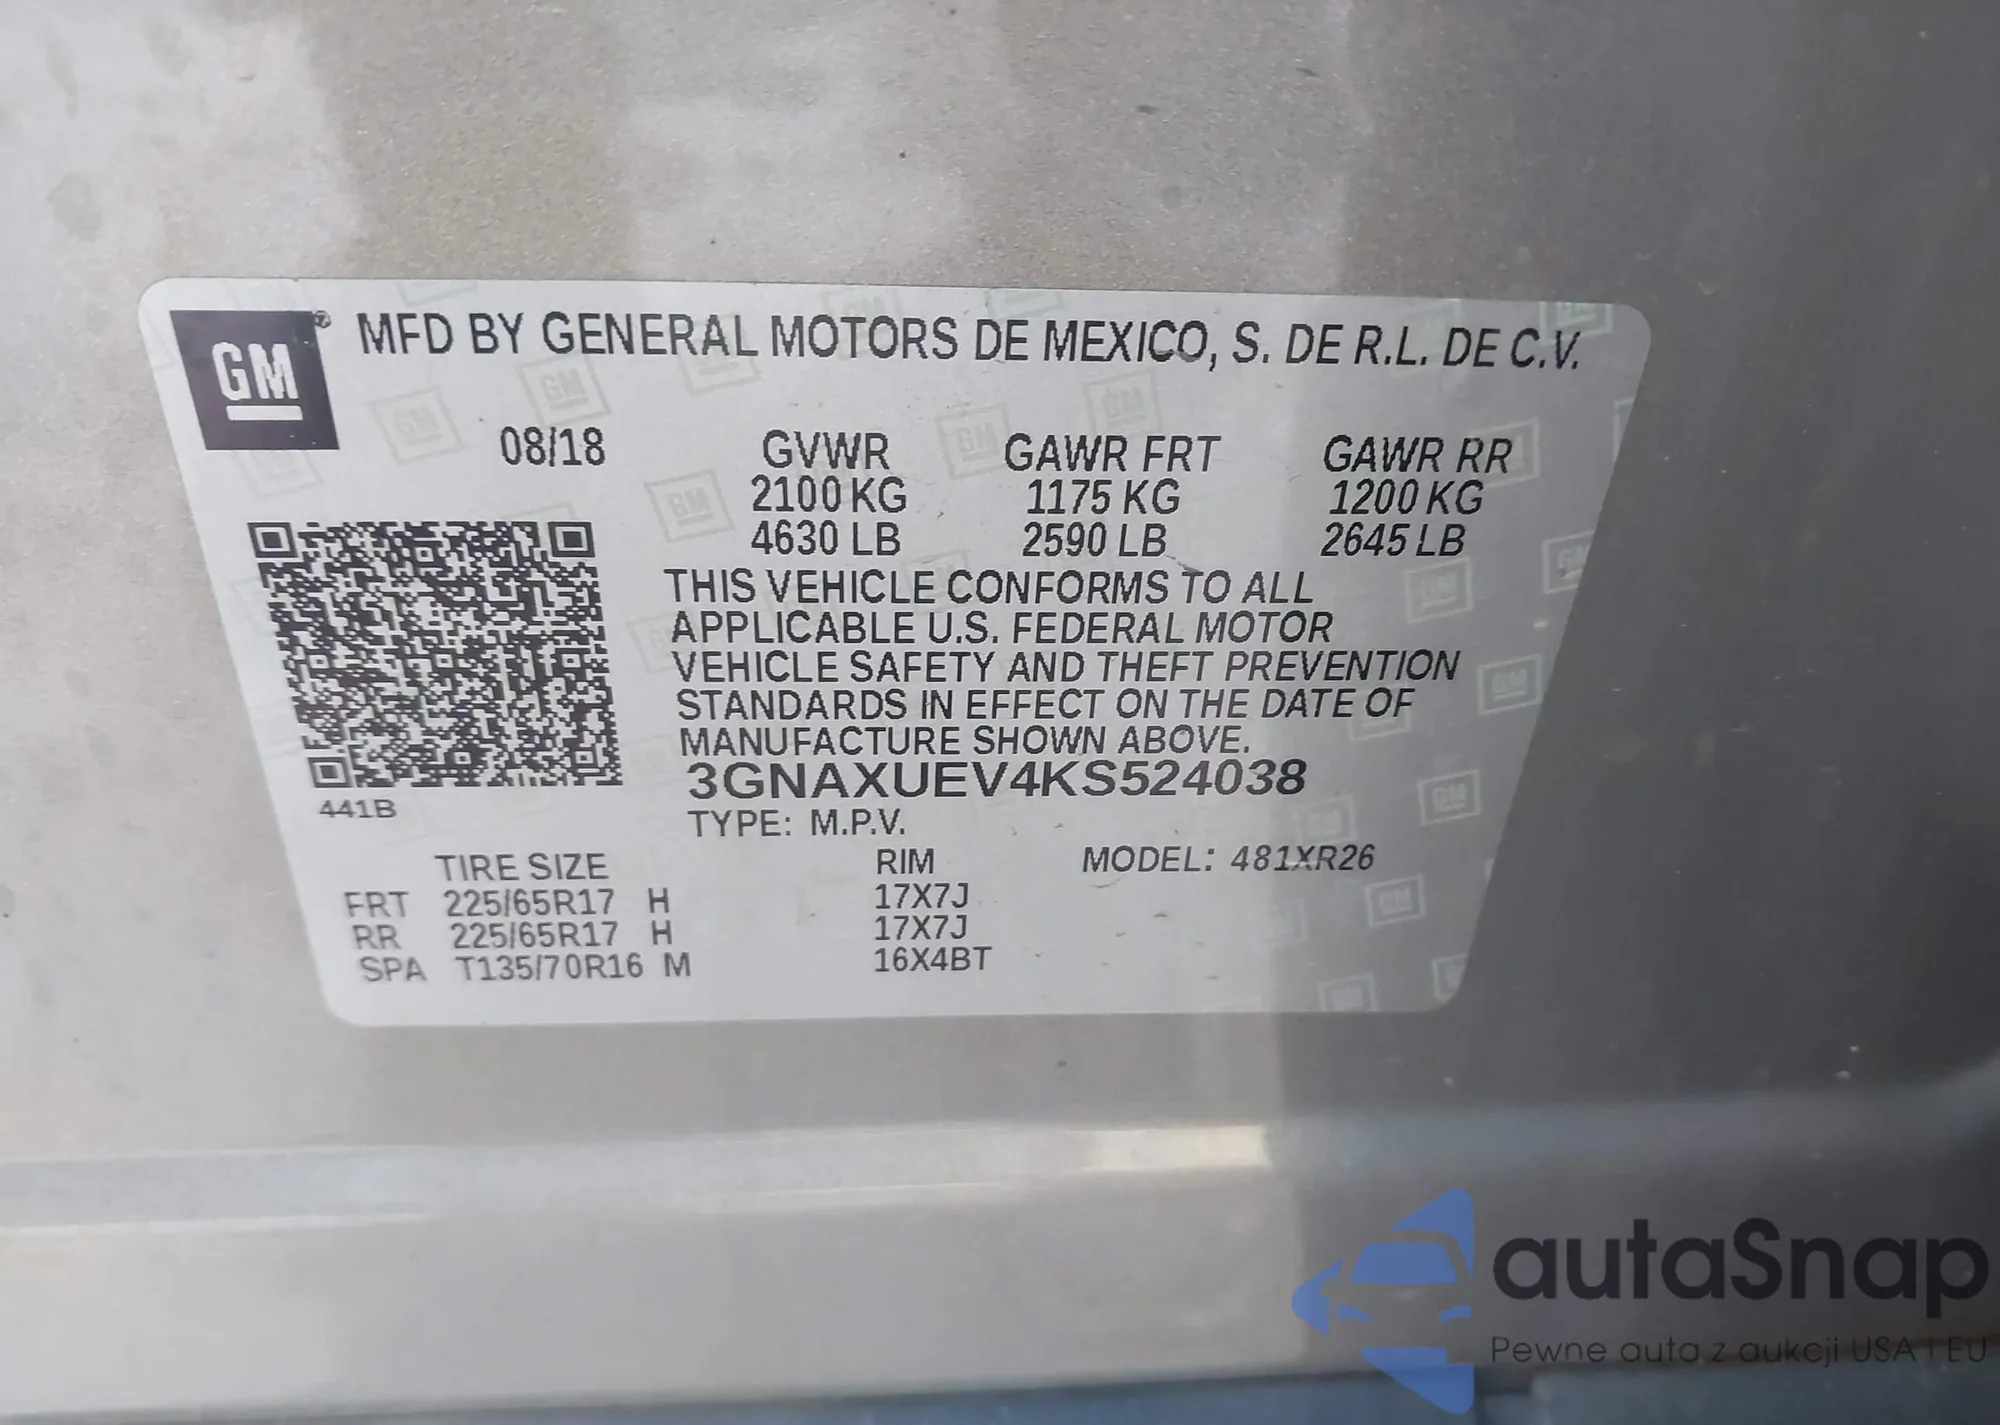 GM® MFD BY GENERAL MOTORS DE MEXICO, S. DE R.L. DE C.V.
08/18 GVWR GAWR FRT GAWR RR
2100 KG 1175 KG 1200 KG
4630 LB 2590 LB 2645 LB
THIS VEHICLE CONFORMS TO ALL
APPLICABLE U.S. FEDERAL MOTOR
VEHICLE SAFETY AND THEFT PREVENTION
STANDARDS IN EFFECT ON THE DATE OF
MANUFACTURE SHOWN ABOVE.
3GNAXUEV4KS524038
441B
TYPE: M.P.V.
TIRE SIZE RIM MODEL: 481XR26
FRT 225/65R17 H 17X7J
RR 225/65R17 H 17X7J
SPA T135/70R16 M 16X4BT
autaSnap
Pewne auta z aukcji USA i EU